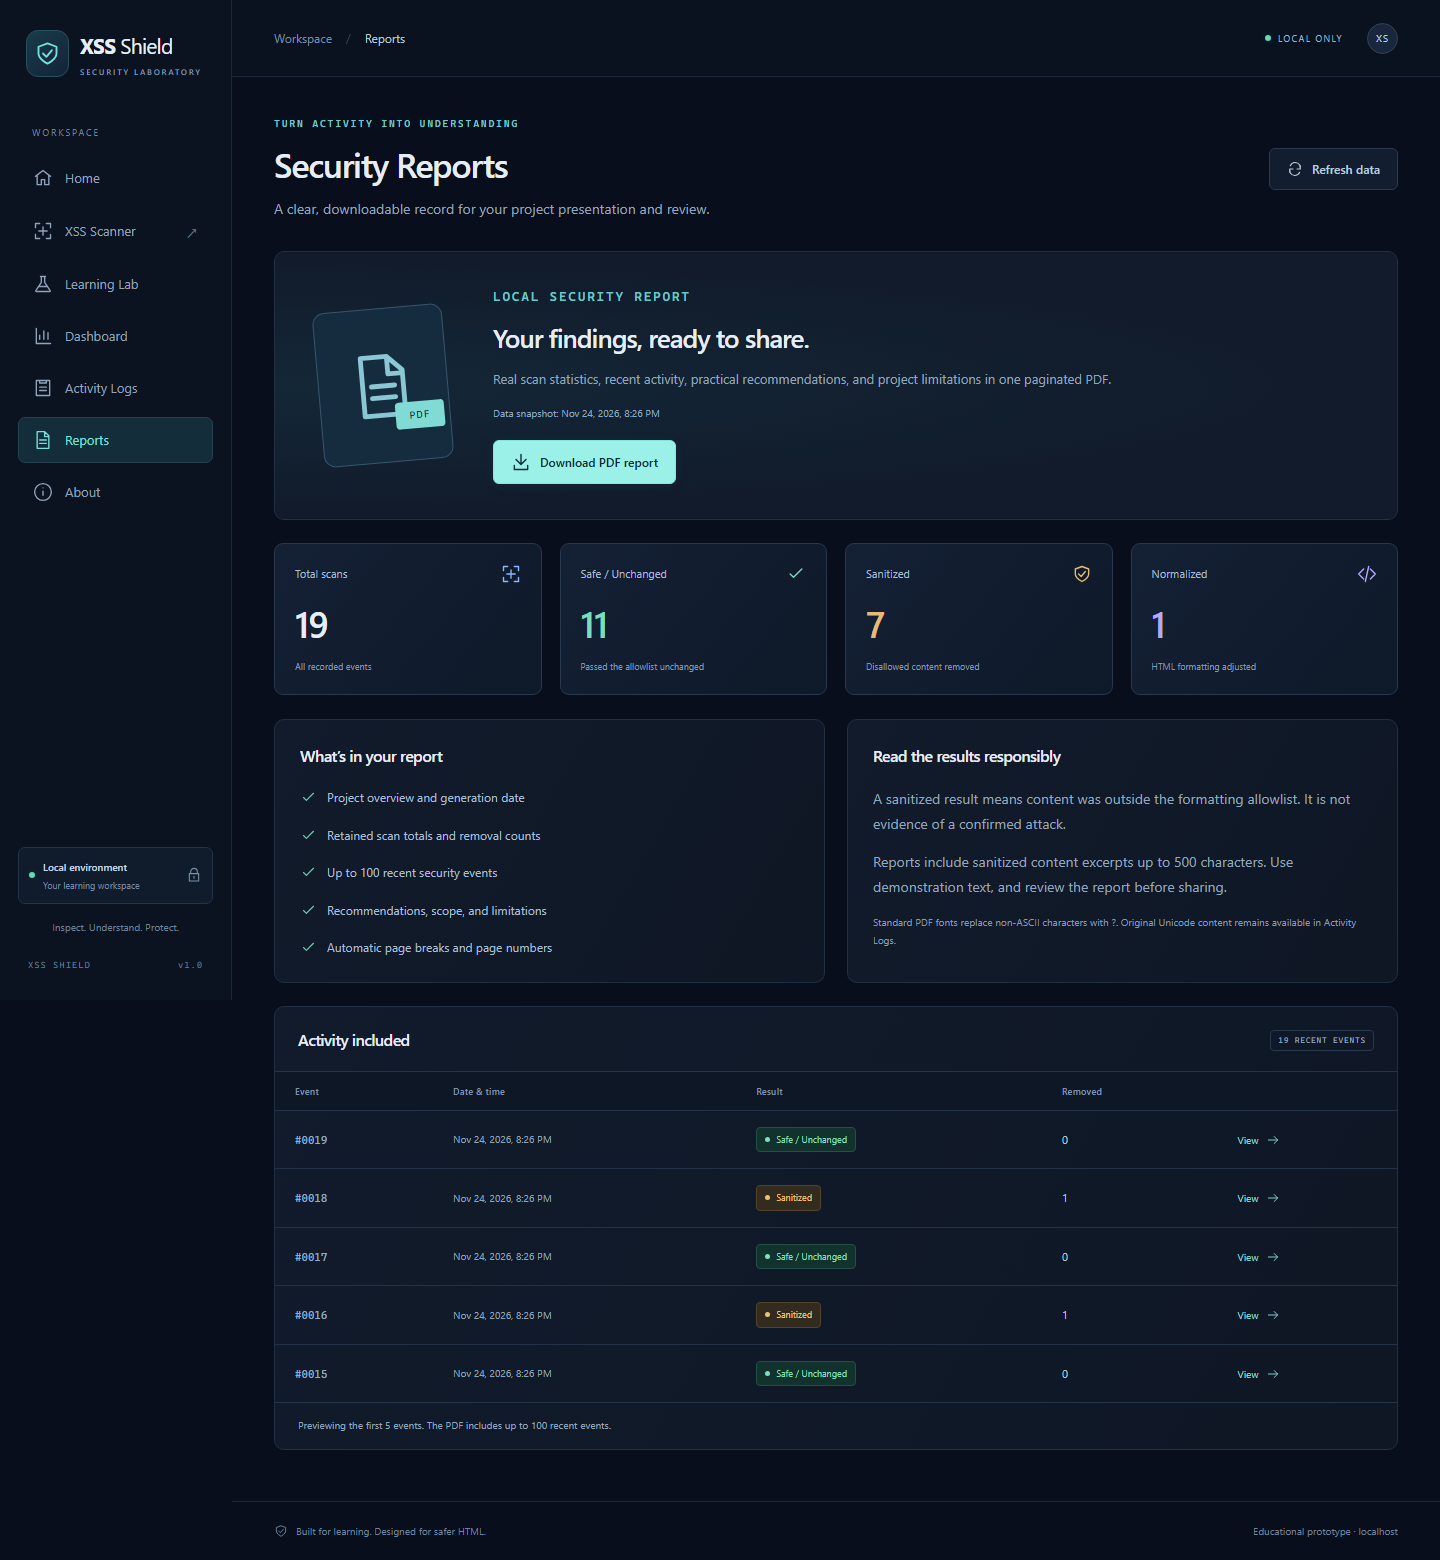 XSS Shield
SECURITY LABORATORY
WORKSPACE
Home
XSS Scanner ↗
Learning Lab
Dashboard
Activity Logs
Reports
About
Local environment
Your learning workspace
Inspect. Understand. Protect.
XSS SHIELD v1.0
Workspace / Reports
LOCAL ONLY
XS
TURN ACTIVITY INTO UNDERSTANDING
Security Reports
A clear, downloadable record for your project presentation and review.
Refresh data
PDF
LOCAL SECURITY REPORT
Your findings, ready to share.
Real scan statistics, recent activity, practical recommendations, and project limitations in one paginated PDF.
Data snapshot: Nov 24, 2026, 8:26 PM
Download PDF report
Total scans
19
All recorded events
Safe / Unchanged
11
Passed the allowlist unchanged
Sanitized
7
Disallowed content removed
Normalized
1
HTML formatting adjusted
What's in your report
Project overview and generation date
Retained scan totals and removal counts
Up to 100 recent security events
Recommendations, scope, and limitations
Automatic page breaks and page numbers
Read the results responsibly
A sanitized result means content was outside the formatting allowlist. It is not
evidence of a confirmed attack.
Reports include sanitized content excerpts up to 500 characters. Use
demonstration text, and review the report before sharing.
Standard PDF fonts replace non-ASCII characters with ?. Original Unicode content remains available in Activity
Logs.
Activity included
19 RECENT EVENTS
Event Date & time Result Removed
#0019 Nov 24, 2026, 8:26 PM Safe / Unchanged 0 View →
#0018 Nov 24, 2026, 8:26 PM Sanitized 1 View →
#0017 Nov 24, 2026, 8:26 PM Safe / Unchanged 0 View →
#0016 Nov 24, 2026, 8:26 PM Sanitized 1 View →
#0015 Nov 24, 2026, 8:26 PM Safe / Unchanged 0 View →
Previewing the first 5 events. The PDF includes up to 100 recent events.
Built for learning. Designed for safer HTML.
Educational prototype · localhost